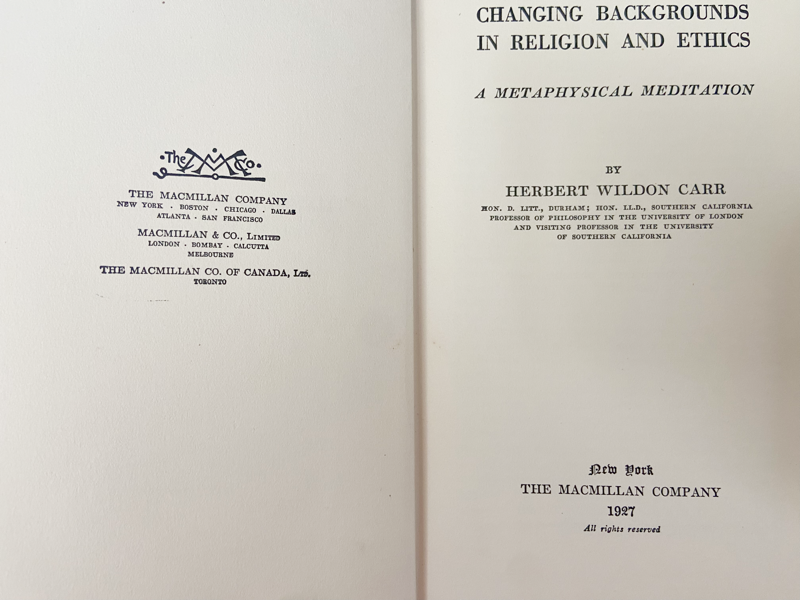 The M Co.
THE MACMILLAN COMPANY
NEW YORK · BOSTON · CHICAGO · DALLAS
ATLANTA · SAN FRANCISCO
MACMILLAN & CO., LIMITED
LONDON · BOMBAY · CALCUTTA
MELBOURNE
THE MACMILLAN CO. OF CANADA, LTD.
TORONTO
CHANGING BACKGROUNDS
IN RELIGION AND ETHICS
A METAPHYSICAL MEDITATION
BY
HERBERT WILDON CARR
HON. D. LITT., DURHAM; HON. LL.D., SOUTHERN CALIFORNIA
PROFESSOR OF PHILOSOPHY IN THE UNIVERSITY OF LONDON
AND VISITING PROFESSOR IN THE UNIVERSITY
OF SOUTHERN CALIFORNIA
New York
THE MACMILLAN COMPANY
1927
All rights reserved